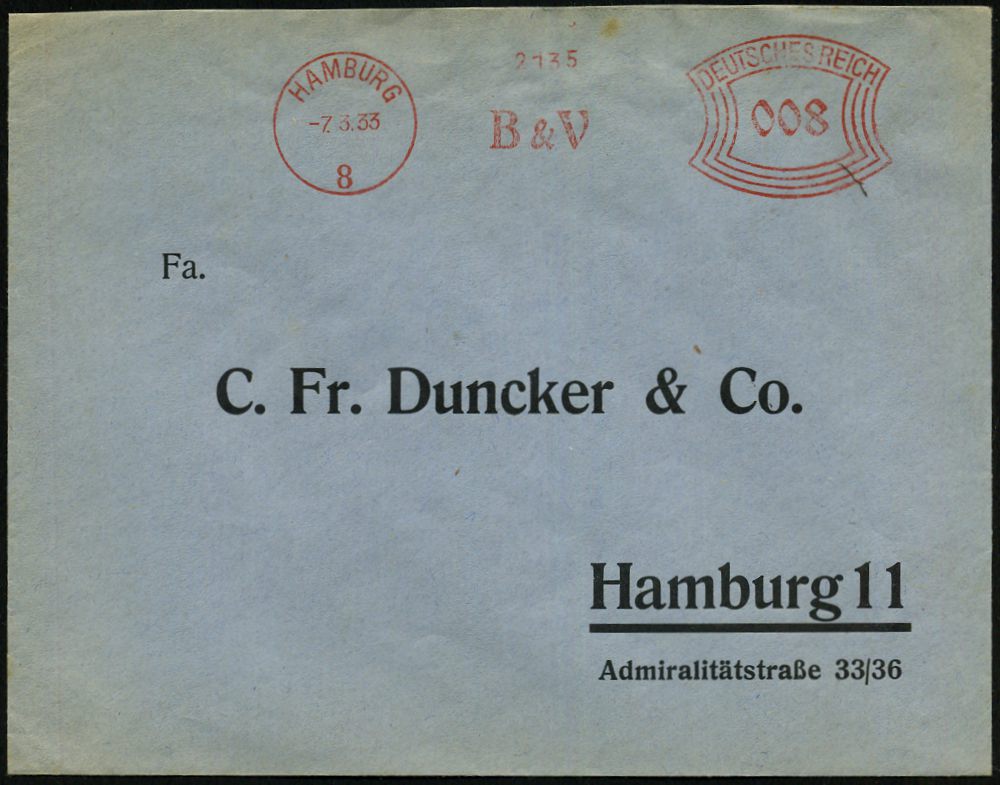 HAMBURG
-7.3.33
8
2135
B & V
DEUTSCHES REICH
008
Fa.
C. Fr. Duncker & Co.
Hamburg 11
Admiralitätstraße 33/36